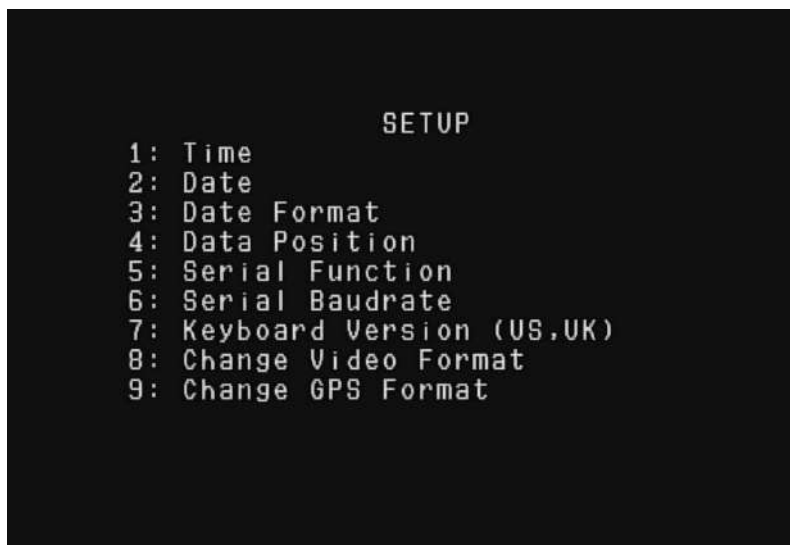 SETUP
1: Time
2: Date
3: Date Format
4: Data Position
5: Serial Function
6: Serial Baudrate
7: Keyboard Version (US,UK)
8: Change Video Format
9: Change GPS Format